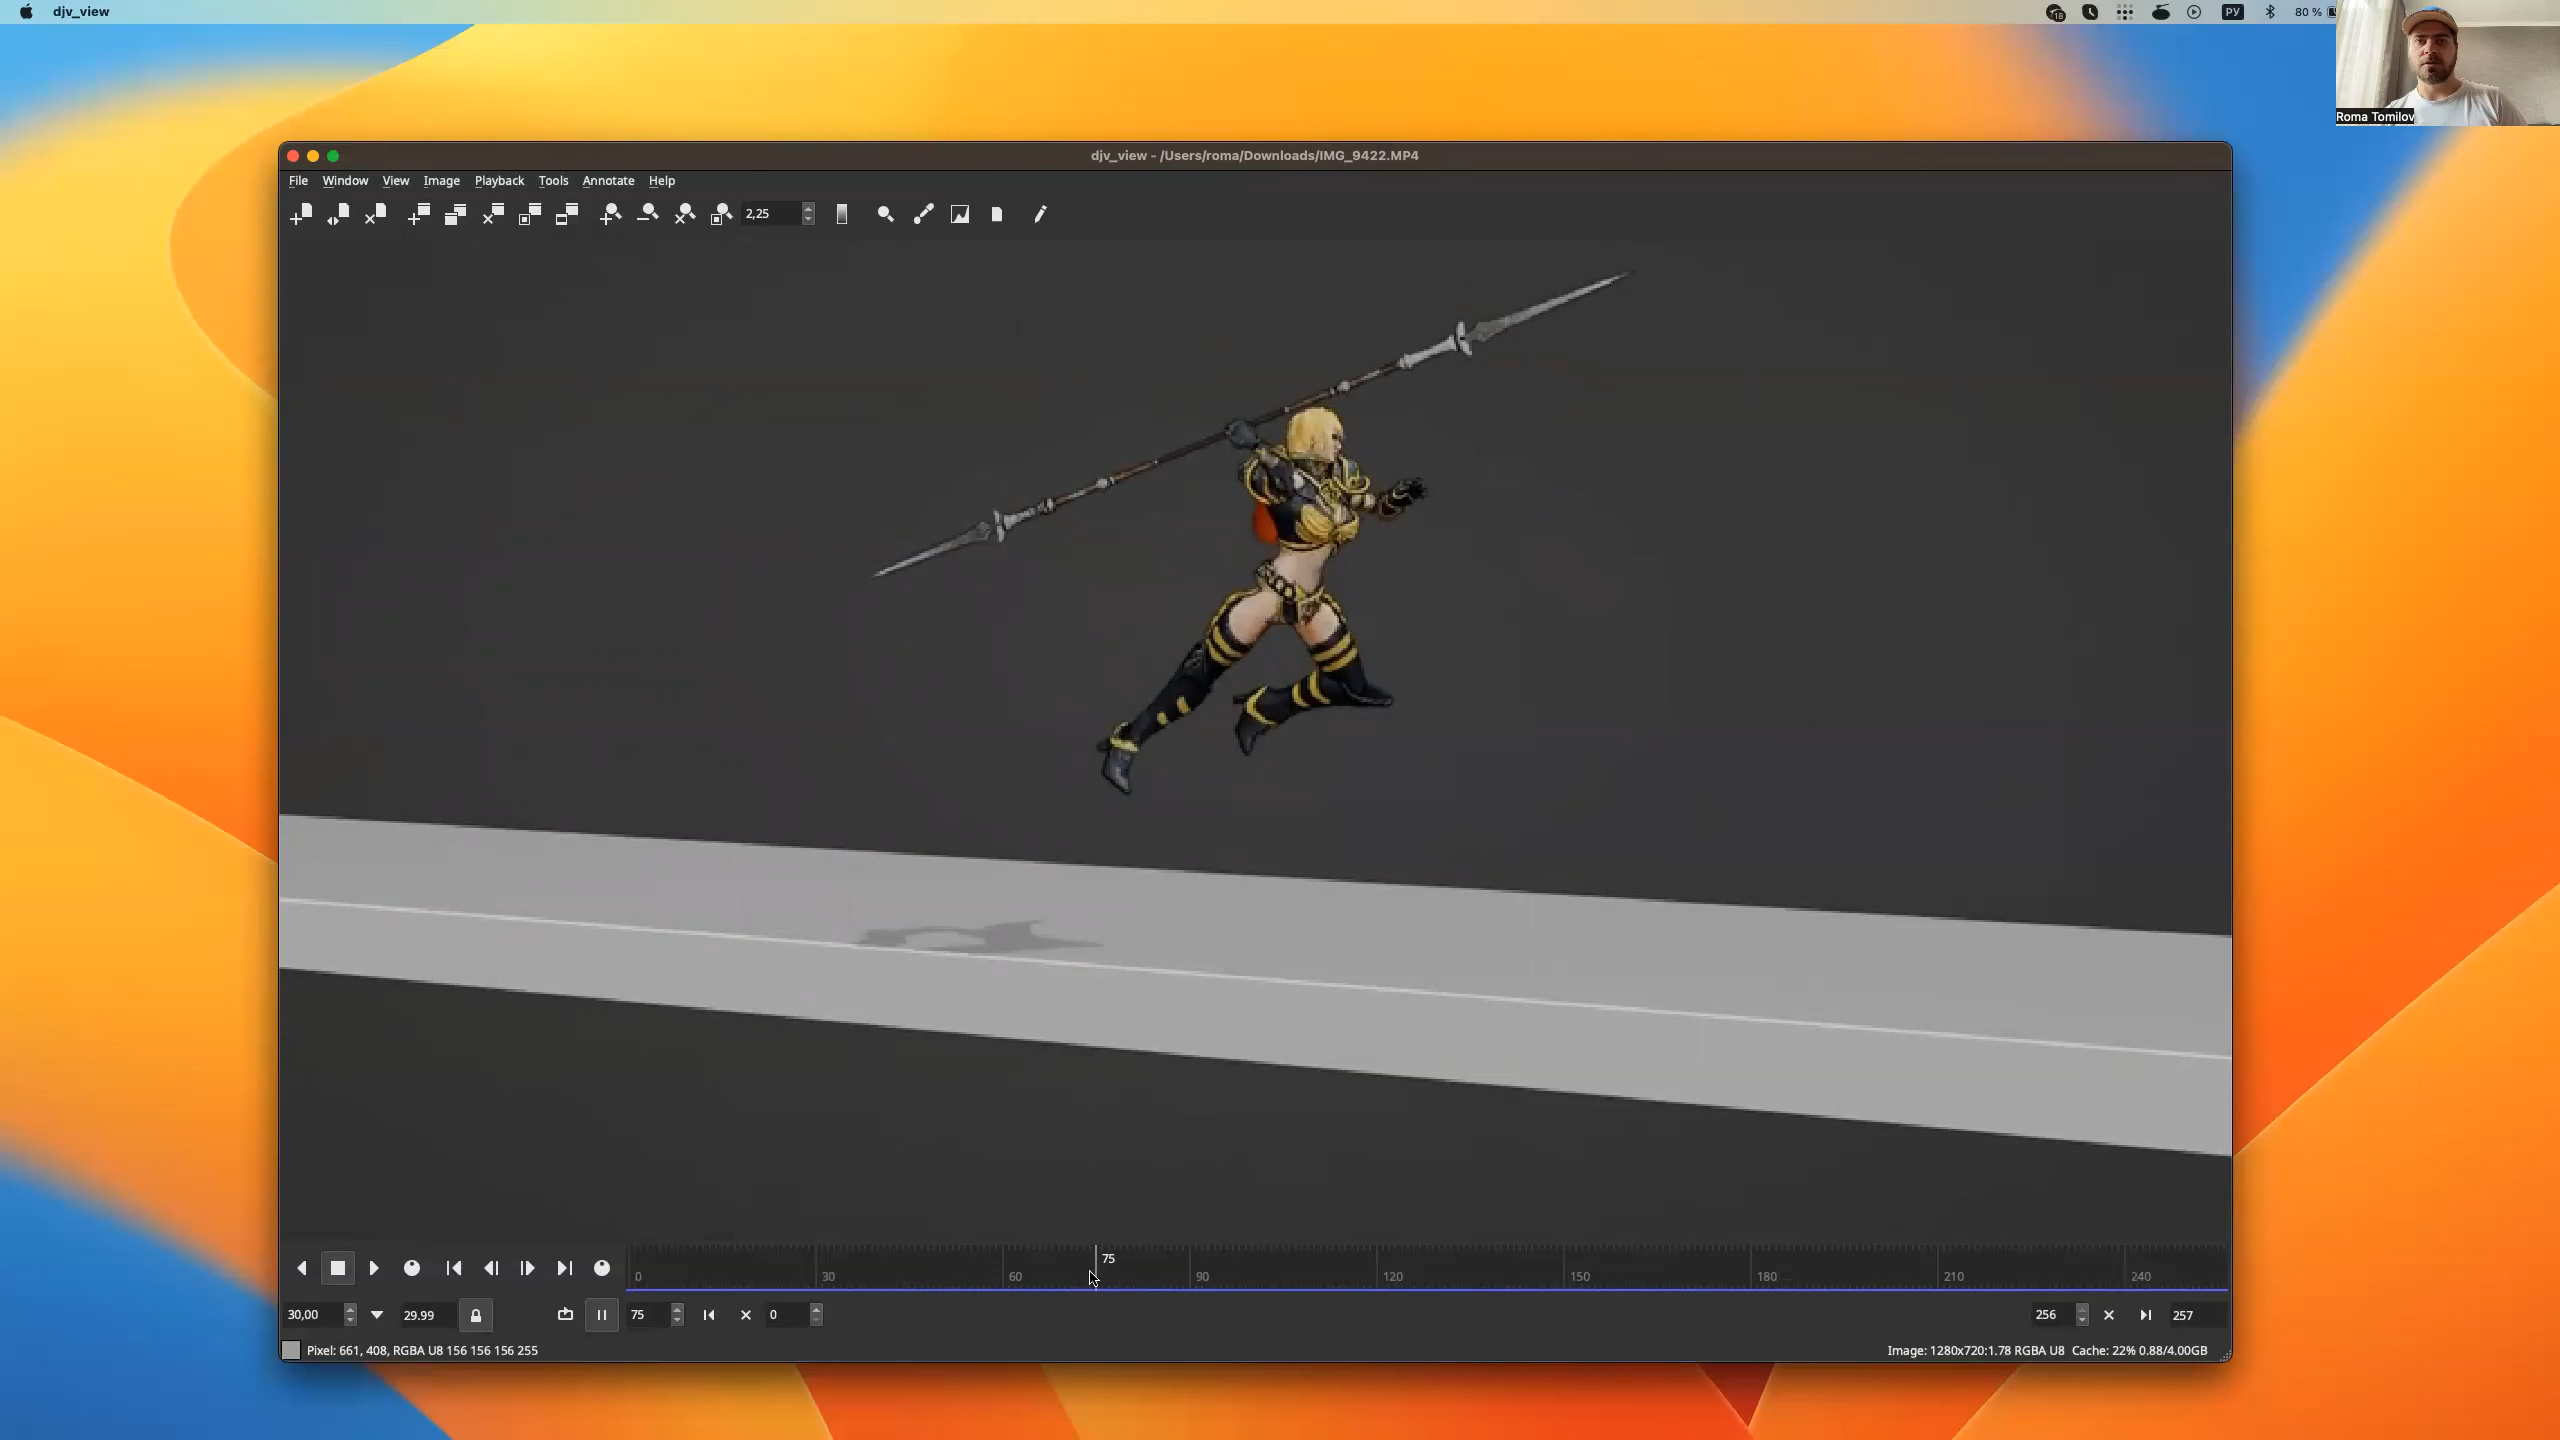 djv_view
18
РУ
80 %
Roma Tomilov
djv_view - /Users/roma/Downloads/IMG_9422.MP4
File Window View Image Playback Tools Annotate Help
2,25
75
0 30 60 90 120 150 180 210 240
30,00 29.99 75 0 256 257
Pixel: 661, 408, RGBA U8 156 156 156 255
Image: 1280x720:1.78 RGBA U8 Cache: 22% 0.88/4.00GB